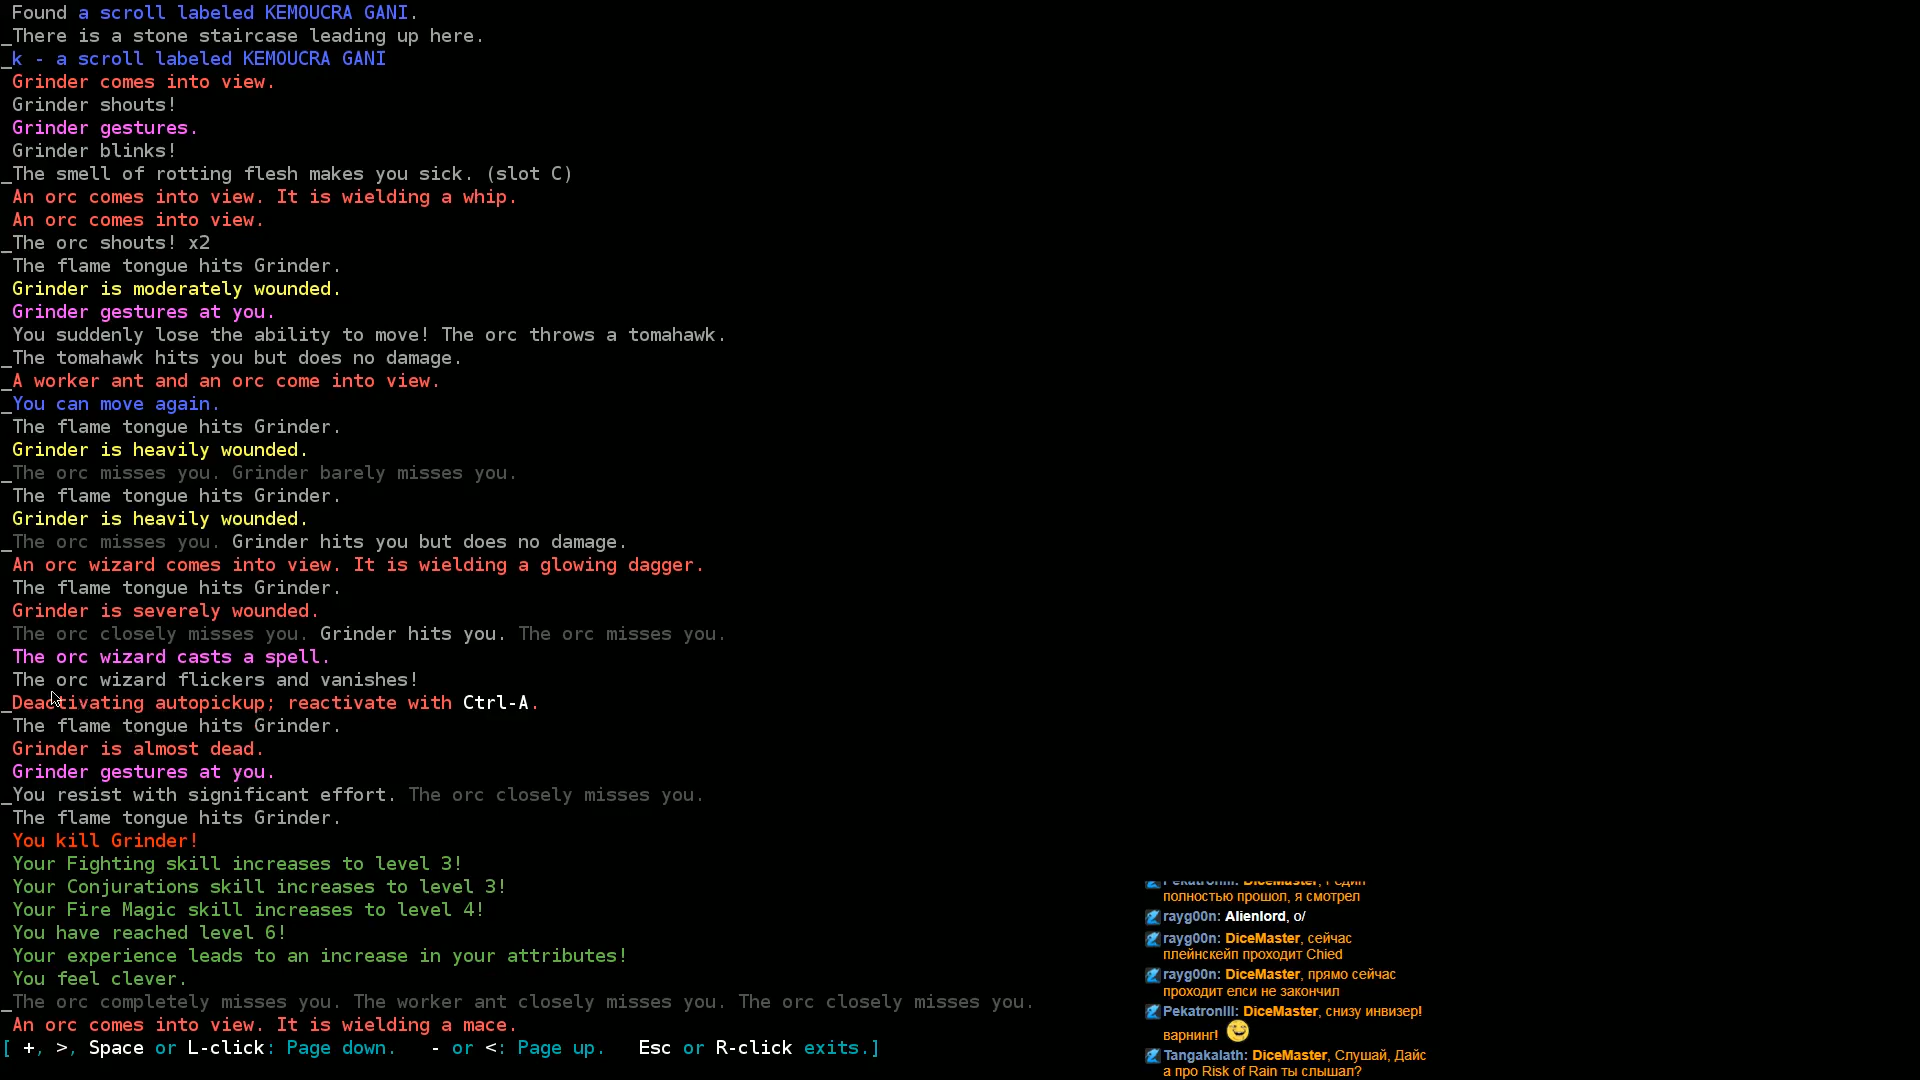 Found a scroll labeled KEMOUCRA GANI.
_There is a stone staircase leading up here.
_k - a scroll labeled KEMOUCRA GANI
Grinder comes into view.
Grinder shouts!
Grinder gestures.
Grinder blinks!
_The smell of rotting flesh makes you sick. (slot C)
An orc comes into view. It is wielding a whip.
An orc comes into view.
_The orc shouts! x2
The flame tongue hits Grinder.
Grinder is moderately wounded.
Grinder gestures at you.
You suddenly lose the ability to move! The orc throws a tomahawk.
_The tomahawk hits you but does no damage.
_A worker ant and an orc come into view.
_You can move again.
The flame tongue hits Grinder.
Grinder is heavily wounded.
_The orc misses you. Grinder barely misses you.
The flame tongue hits Grinder.
Grinder is heavily wounded.
_The orc misses you. Grinder hits you but does no damage.
An orc wizard comes into view. It is wielding a glowing dagger.
The flame tongue hits Grinder.
Grinder is severely wounded.
The orc closely misses you. Grinder hits you. The orc misses you.
The orc wizard casts a spell.
The orc wizard flickers and vanishes!
_Deactivating autopickup; reactivate with Ctrl-A.
The flame tongue hits Grinder.
Grinder is almost dead.
Grinder gestures at you.
_You resist with significant effort. The orc closely misses you.
The flame tongue hits Grinder.
You kill Grinder!
Your Fighting skill increases to level 3!
Your Conjurations skill increases to level 3!
Your Fire Magic skill increases to level 4!
You have reached level 6!
Your experience leads to an increase in your attributes!
You feel clever.
_The orc completely misses you. The worker ant closely misses you. The orc closely misses you.
An orc comes into view. It is wielding a mace.
[ +, >, Space or L-click: Page down.   - or <: Page up.   Esc or R-click exits.]
PekatronIII: DiceMaster,
полностью прошол, я смотрел
rayg00n: Alienlord, o/
rayg00n: DiceMaster, сейчас
плейнскейп проходит Chied
rayg00n: DiceMaster, прямо сейчас
проходит елси не закончил
PekatronIII: DiceMaster, снизу инвизер!
варнинг!
Tangakalath: DiceMaster, Слушай, Дайс
а про Risk of Rain ты слышал?